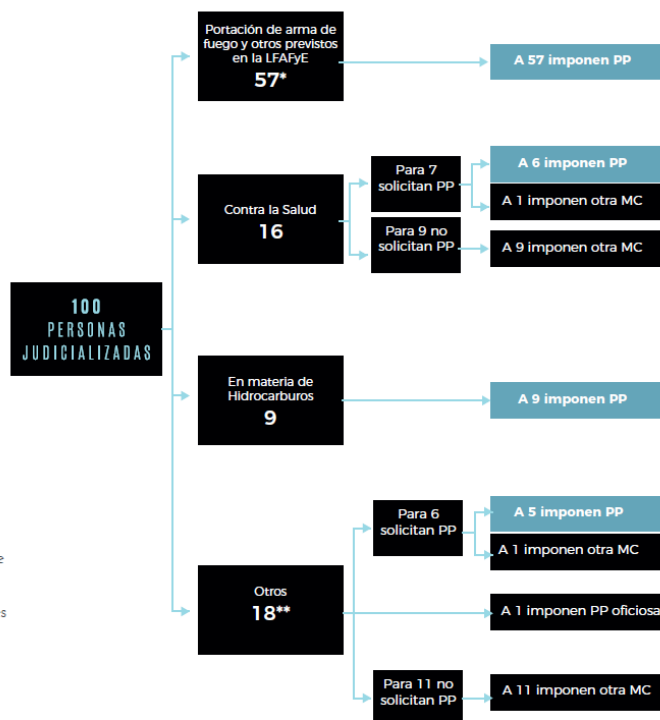 Portación de arma de
fuego y otros previstos
en la LFAFyE
57*
A 57 imponen PP
Contra la Salud
16
Para 7
solicitan PP
A 6 imponen PP
A 1 imponen otra MC
Para 9 no
solicitan PP
A 9 imponen otra MC
100
PERSONAS
JUDICIALIZADAS
En materia de
Hidrocarburos
9
A 9 imponen PP
Otros
18**
Para 6
solicitan PP
A 5 imponen PP
A 1 imponen otra MC
A 1 imponen PP oficiosa
Para 11 no
solicitan PP
A 11 imponen otra MC